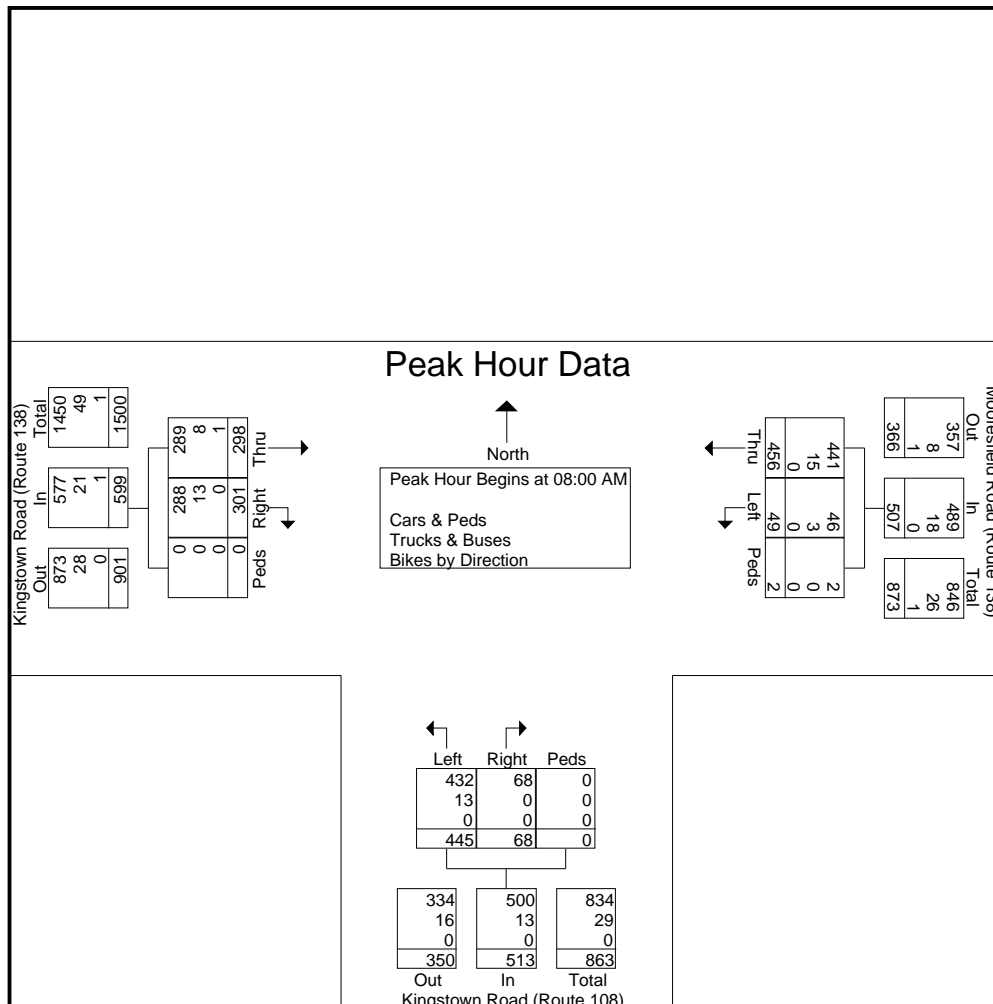 Peak Hour Data
North
Peak Hour Begins at 08:00 AM
Cars & Peds
Trucks & Buses
Bikes by Direction
Kingstown Road (Route 138)
Out In Total
873 577 1450
28 21 49
0 1 1
901 599 1500
289 288 0
8 13 0
1 0 0
298 301 0
Thru Right Peds
Road (Route 138)
Out In Total
357 489 846
8 18 26
1 0 1
366 507 873
441 46 2
15 3 0
0 0 0
456 49 2
Thru Left Peds
Left Right Peds
432 68 0
13 0 0
0 0 0
445 68 0
334 500 834
16 13 29
0 0 0
350 513 863
Out In Total
Kingstown Road (Route 108)